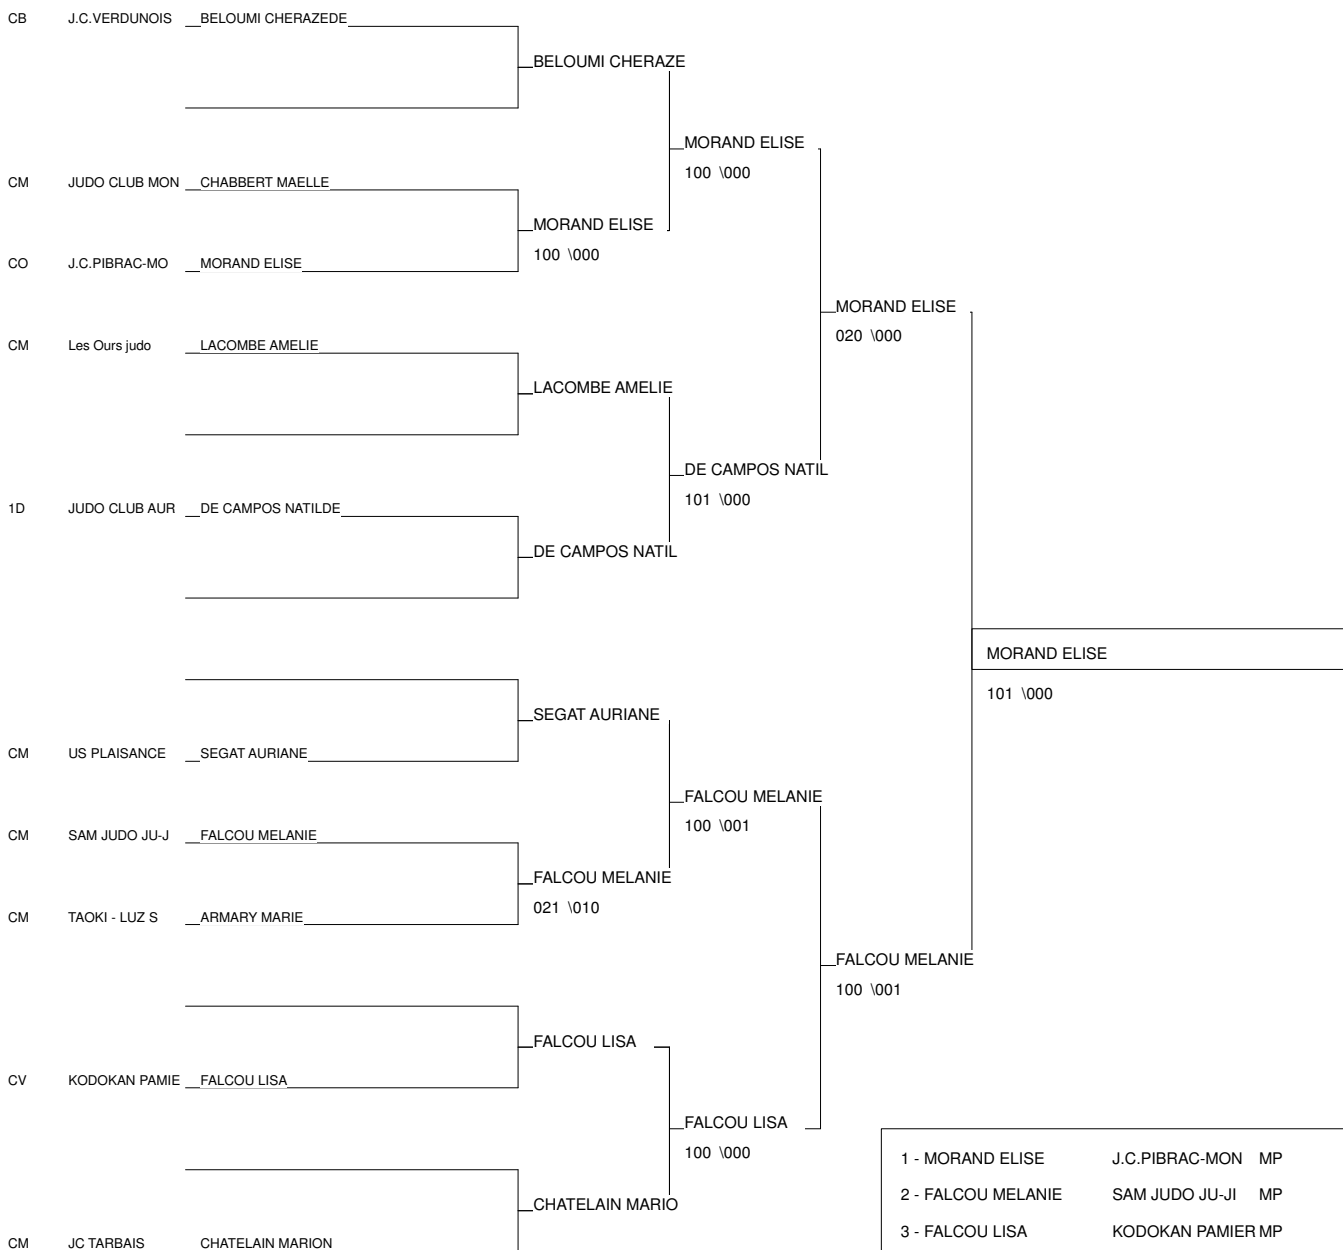 CB J.C.VERDUNOIS BELOUMI CHERAZEDE
BELOUMI CHERAZE
MORAND ELISE
100 \000
CM JUDO CLUB MON CHABBERT MAELLE
MORAND ELISE
100 \000
CO J.C.PIBRAC-MO MORAND ELISE
MORAND ELISE
020 \000
CM Les Ours judo LACOMBE AMELIE
LACOMBE AMELIE
DE CAMPOS NATIL
101 \000
1D JUDO CLUB AUR DE CAMPOS NATILDE
DE CAMPOS NATIL
MORAND ELISE
101 \000
SEGAT AURIANE
CM US PLAISANCE SEGAT AURIANE
FALCOU MELANIE
100 \001
CM SAM JUDO JU-J FALCOU MELANIE
FALCOU MELANIE
021 \010
CM TAOKI - LUZ S ARMARY MARIE
FALCOU MELANIE
100 \001
FALCOU LISA
CV KODOKAN PAMIE FALCOU LISA
FALCOU LISA
100 \000
CHATELAIN MARIO
CM JC TARBAIS CHATELAIN MARION
1 - MORAND ELISE J.C.PIBRAC-MON MP
2 - FALCOU MELANIE SAM JUDO JU-JI MP
3 - FALCOU LISA KODOKAN PAMIER MP